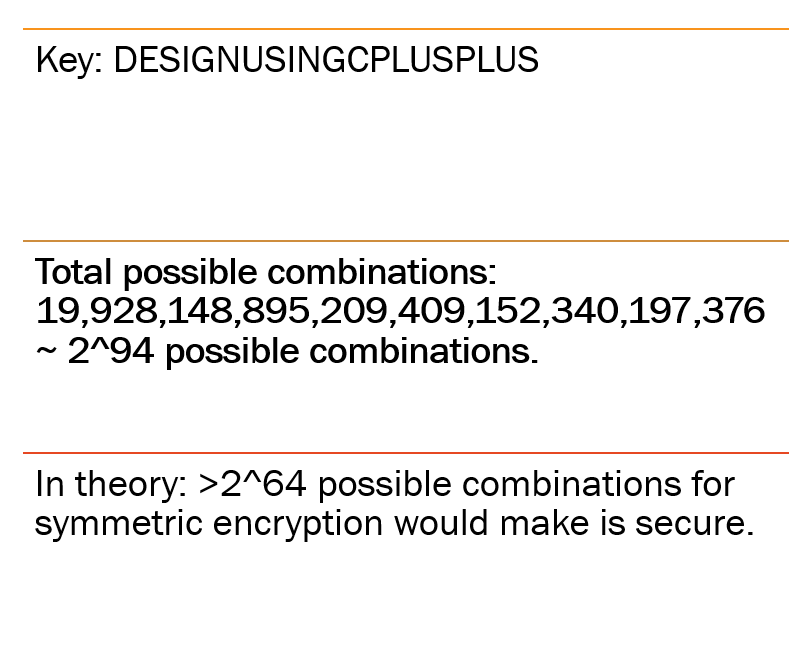 Key: DESIGNUSINGCPLUSPLUS
Total possible combinations:
19,928,148,895,209,409,152,340,197,376
~ 2^94 possible combinations.
In theory: >2^64 possible combinations for
symmetric encryption would make is secure.